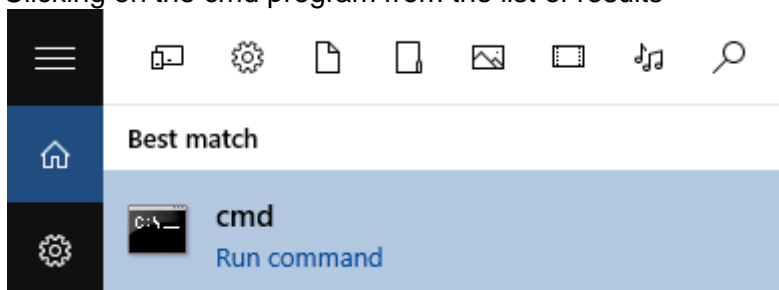 Clicking on the cmd program from the list of results
Best match
C:\_
cmd
Run command